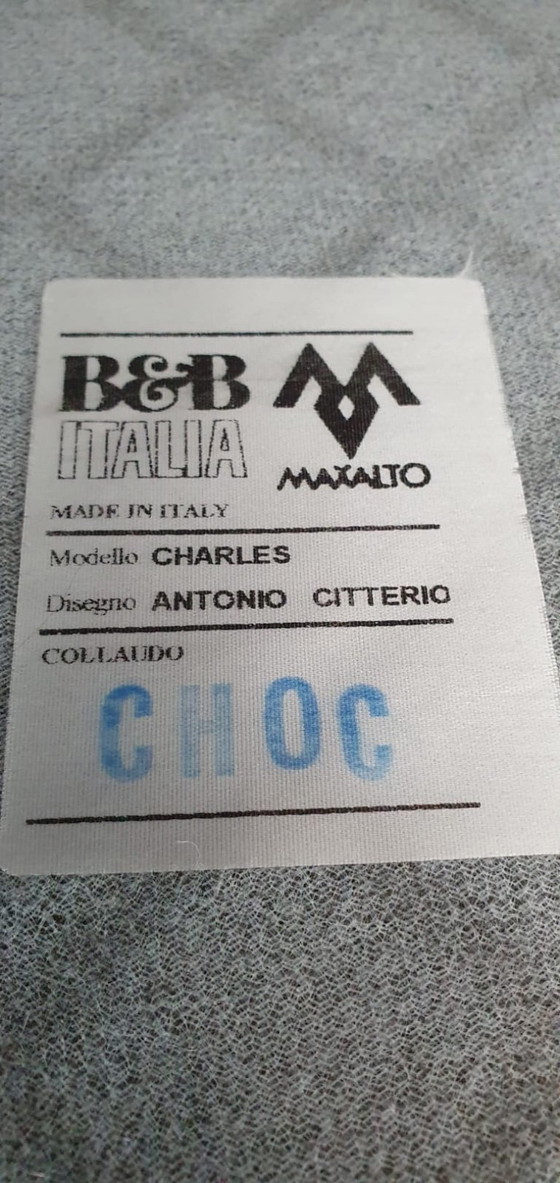 B&B
ITALIA
MAXALTO
MADE IN ITALY
Modello CHARLES
Disegno ANTONIO CITTERIO
COLLAUDO
CHOC